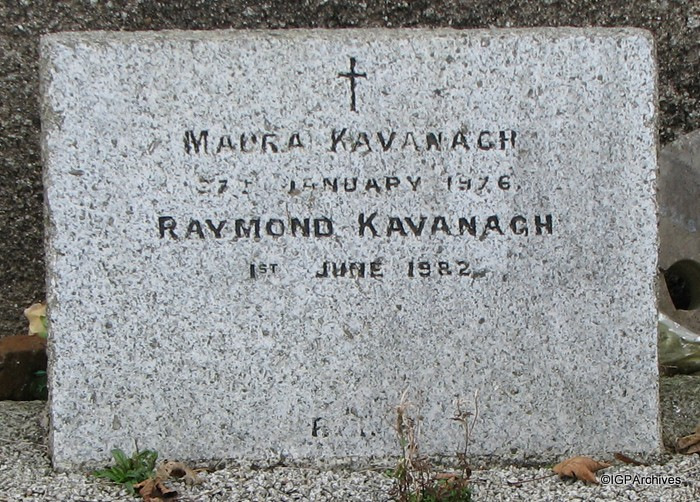 MAURA KAVANAGH
JANUARY 1976.
RAYMOND KAVANAGH
1ST JUNE 1982
©IGPArchives